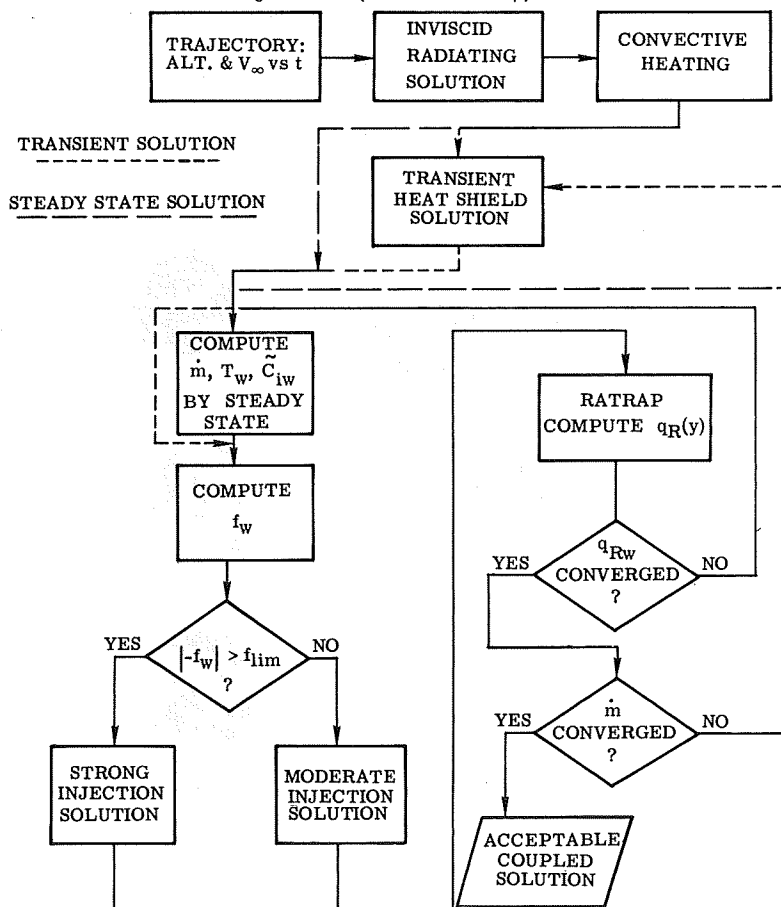 TRAJECTORY:
ALT. & V∞ vs t
INVISCID
RADIATING
SOLUTION
CONVECTIVE
HEATING
TRANSIENT SOLUTION
STEADY STATE SOLUTION
TRANSIENT
HEAT SHIELD
SOLUTION
COMPUTE
ṁ, T_w, C̃_iw
BY STEADY
STATE
COMPUTE
f_w
YES
|-f_w| > f_lim
?
NO
STRONG
INJECTION
SOLUTION
MODERATE
INJECTION
SOLUTION
RATRAP
COMPUTE q_R(y)
YES
q_Rw
CONVERGED
?
NO
YES
ṁ
CONVERGED
?
NO
ACCEPTABLE
COUPLED
SOLUTION